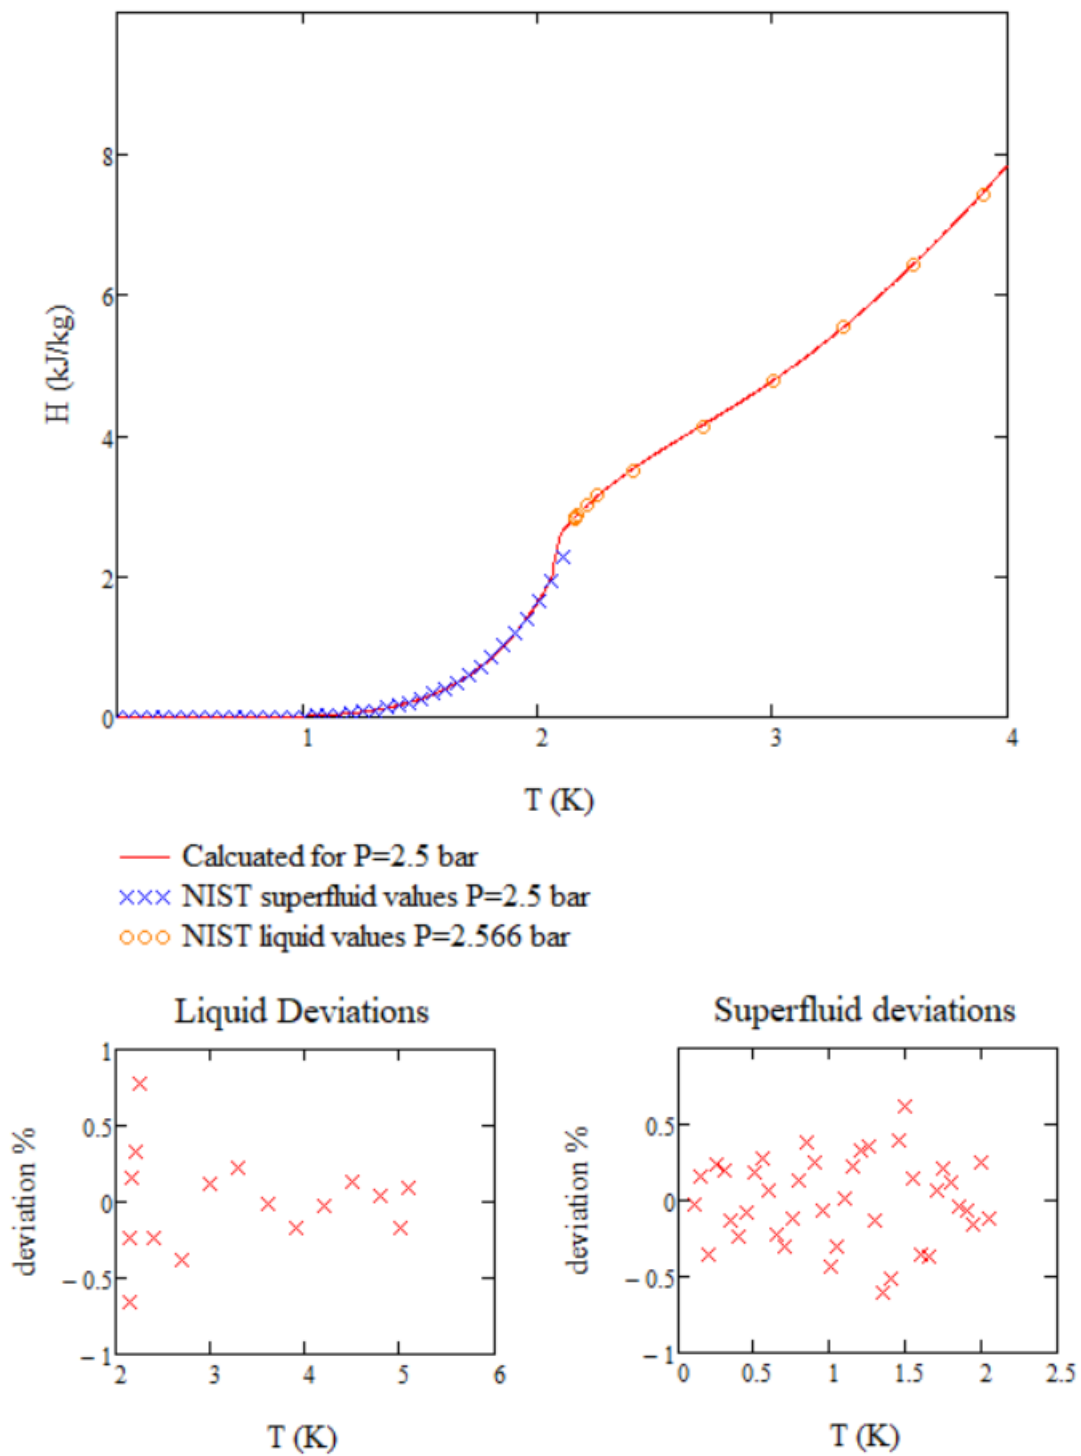 8
6
4
2
0
H (kJ/kg)
1
2
3
4
T (K)
Calcuated for P=2.5 bar
NIST superfluid values P=2.5 bar
NIST liquid values P=2.566 bar
Liquid Deviations
1
0.5
0
− 0.5
− 1
deviation %
2
3
4
5
6
T (K)
Superfluid deviations
0.5
0
− 0.5
− 1
deviation %
0
0.5
1
1.5
2
2.5
T (K)